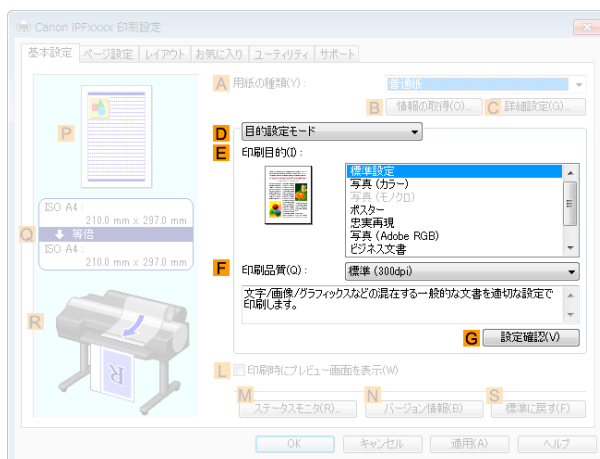 Canon iPFxxxx 印刷設定
基本設定 ページ設定 レイアウト お気に入り ユーティリティ サポート
A 用紙の種類(Y): 普通紙
B 情報の取得(O)... C 詳細設定(G)...
P
D 目的設定モード
E 印刷目的(I):
標準設定
写真 (カラー)
写真 (モノクロ)
ポスター
忠実再現
写真 (Adobe RGB)
ビジネス文書
ISO A4 :
210.0 mm x 297.0 mm
Q 等倍
ISO A4 :
210.0 mm x 297.0 mm
F 印刷品質(Q): 標準 (300dpi)
文字/画像/グラフィックスなどの混在する一般的な文書を適切な設定で
印刷します。
G 設定確認(V)
R
L 印刷時にプレビュー画面を表示(W)
M ステータスモニタ(R)... N バージョン情報(B) S 標準に戻す(F)
OK キャンセル 適用(A) ヘルプ